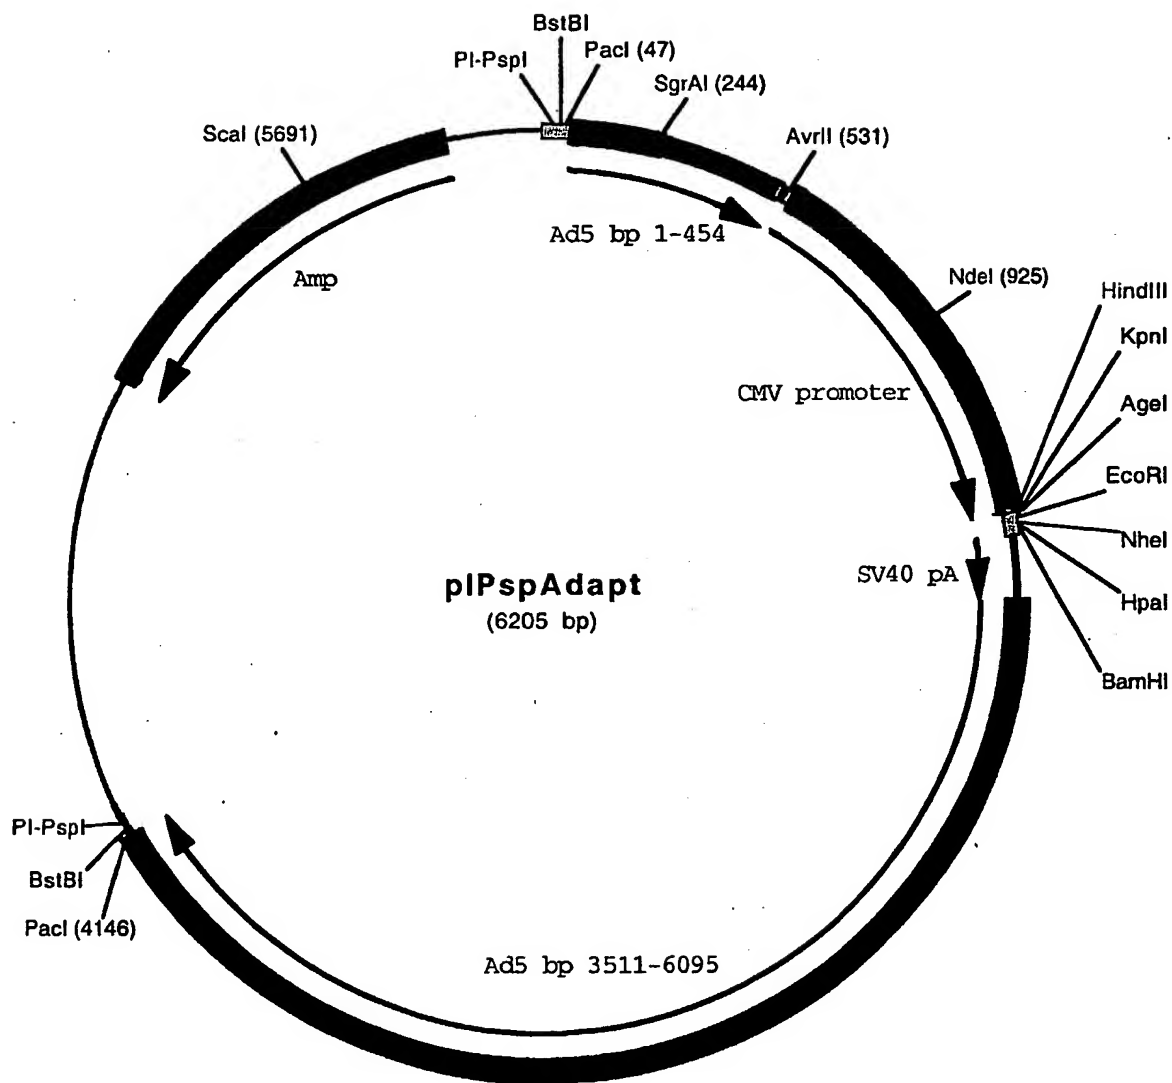 BstBI
PI-PspI
PacI (47)
SgrAI (244)
ScaI (5691)
AvrII (531)
Ad5 bp 1-454
Amp
NdeI (925)
HindIII
KpnI
CMV promoter
AgeI
EcoRI
NheI
SV40 pA
pIPspAdapt
(6205 bp)
HpaI
BamHI
PI-PspI
BstBI
PacI (4146)
Ad5 bp 3511-6095